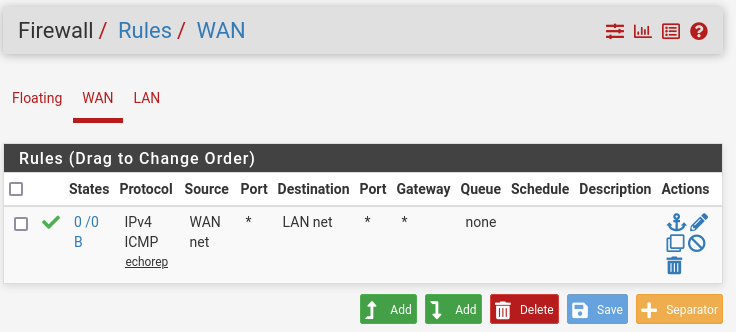 Firewall / Rules / WAN
Floating WAN LAN
Rules (Drag to Change Order)
States Protocol Source Port Destination Port Gateway Queue Schedule Description Actions
0 /0 IPv4 WAN * LAN net * * none
B ICMP net
echorep
Add Add Delete Save Separator